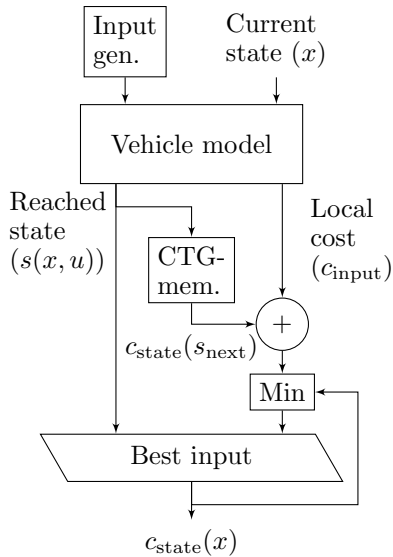 Input
gen.
Current
state (x)
Vehicle model
Reached
state
(s(x, u))
Local
cost
(c_input)
CTG-
mem.
+
c_state(s_next)
Min
Best input
c_state(x)